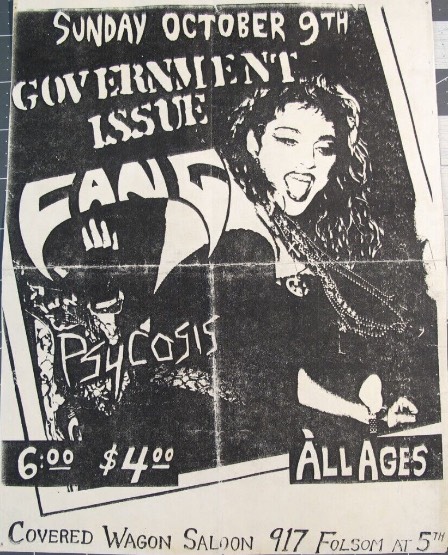 SUNDAY OCTOBER 9TH
GOVERNMENT
ISSUE
FANG
PSYCOSIS
6:00 $4.00
ALL AGES
COVERED WAGON SALOON 917 FOLSOM AT 5TH